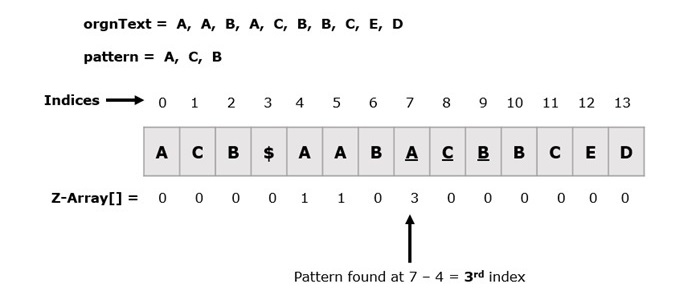 orgnText = A, A, B, A, C, B, B, C, E, D
pattern = A, C, B
Indices 0 1 2 3 4 5 6 7 8 9 10 11 12 13
A C B $ A A B A C B B C E D
Z-Array[] = 0 0 0 0 1 1 0 3 0 0 0 0 0 0
Pattern found at 7 – 4 = 3rd index